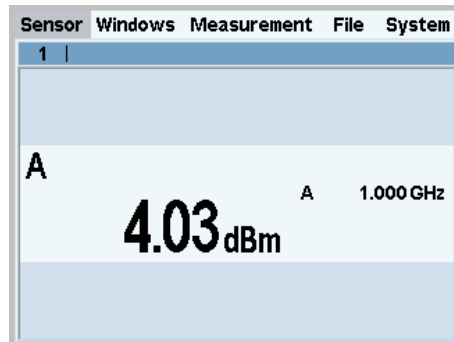 Sensor Windows Measurement File System
1
A
A 1.000 GHz
4.03 dBm